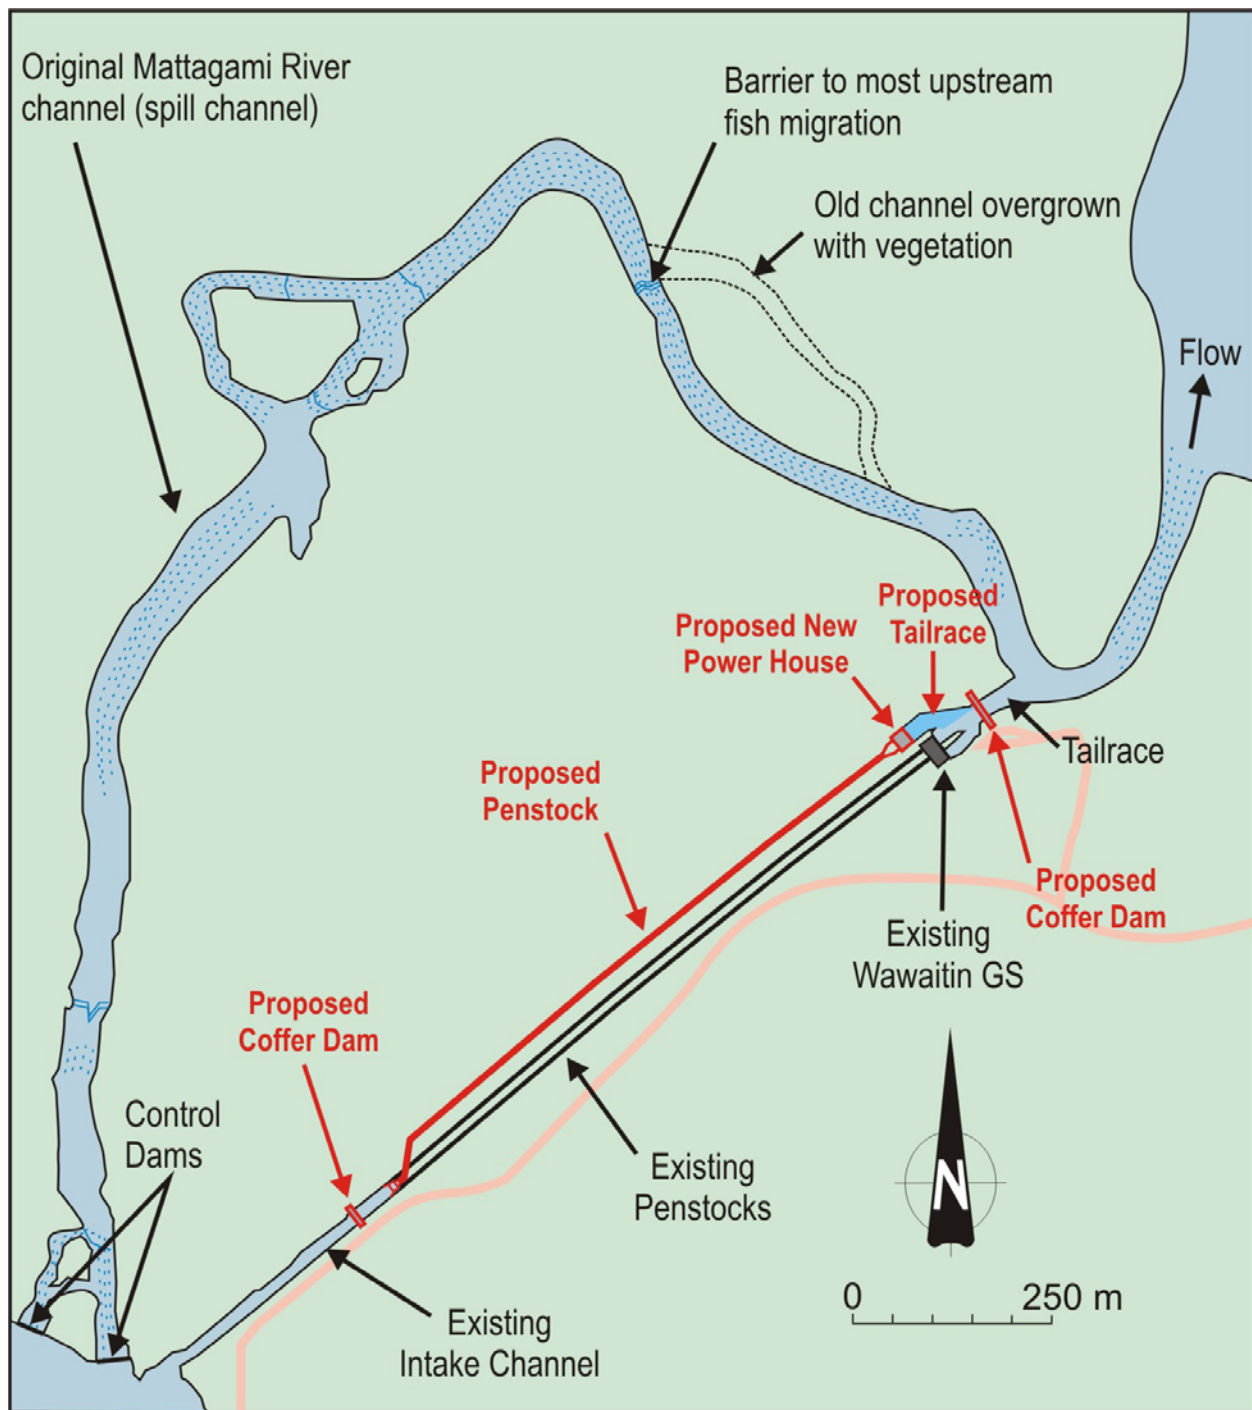 Original Mattagami River
channel (spill channel)
Barrier to most upstream
fish migration
Old channel overgrown
with vegetation
Flow
Proposed
Tailrace
Proposed New
Power House
Tailrace
Proposed
Penstock
Proposed
Coffer Dam
Existing
Wawaitin GS
Proposed
Coffer Dam
Control
Dams
Existing
Penstocks
N
0 250 m
Existing
Intake Channel